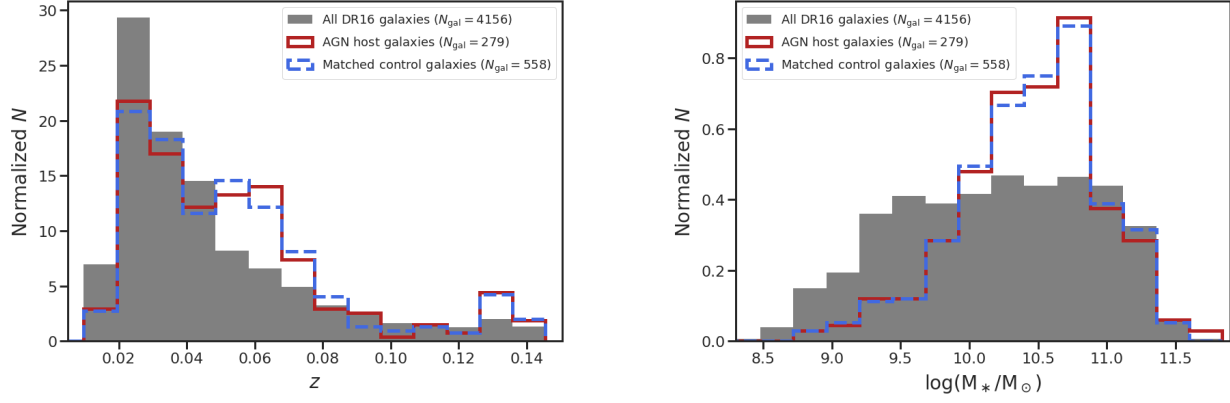 All DR16 galaxies (N_gal = 4156)
AGN host galaxies (N_gal = 279)
Matched control galaxies (N_gal = 558)
Normalized N
30
25
20
15
10
5
0
0.02 0.04 0.06 0.08 0.10 0.12 0.14
z
All DR16 galaxies (N_gal = 4156)
AGN host galaxies (N_gal = 279)
Matched control galaxies (N_gal = 558)
Normalized N
0.8
0.6
0.4
0.2
0.0
8.5 9.0 9.5 10.0 10.5 11.0 11.5
log(M_*/M_⊙)